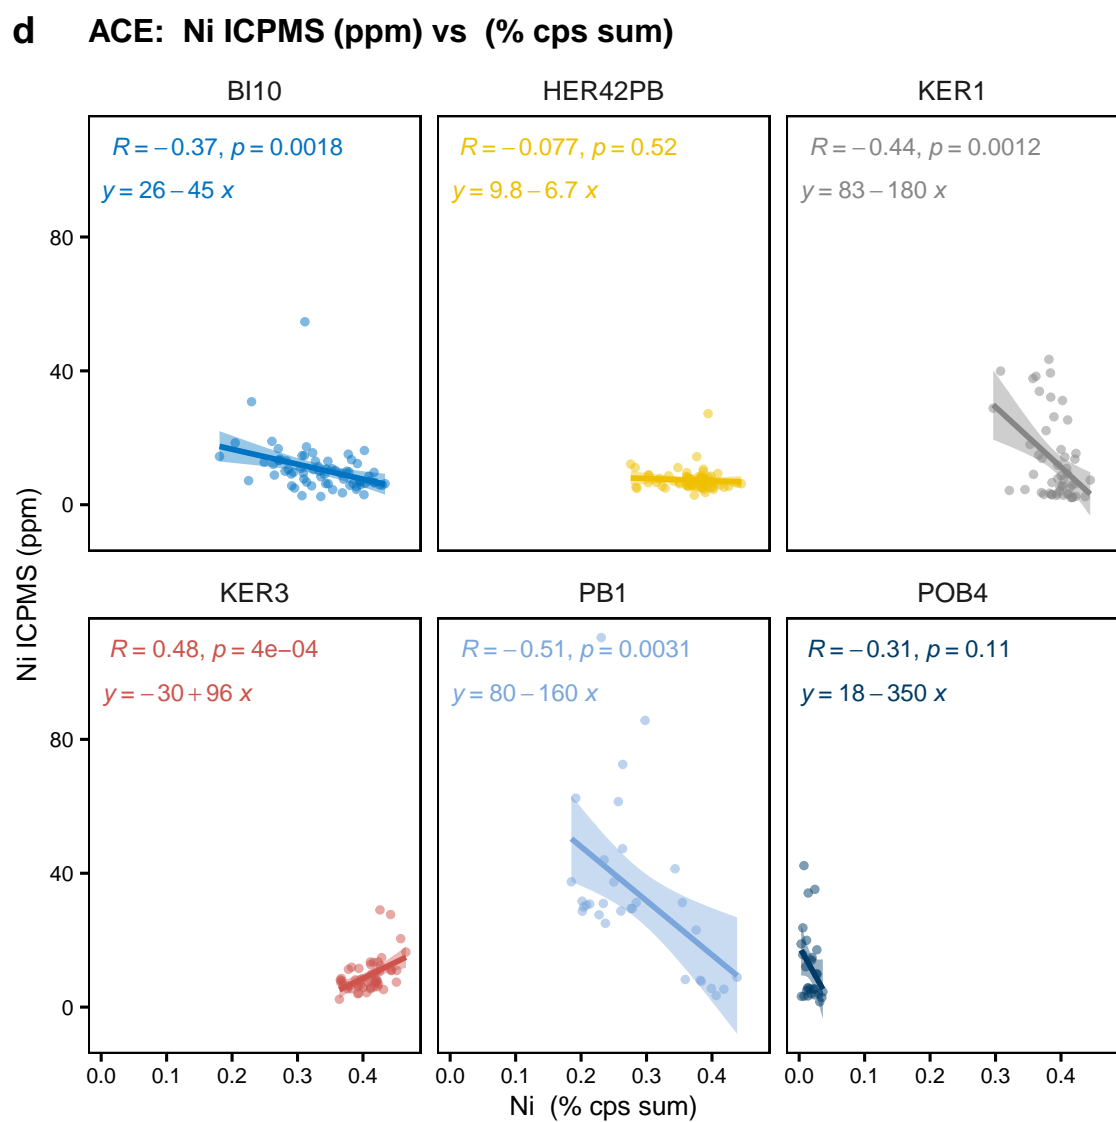 d ACE: Ni ICPMS (ppm) vs (% cps sum)
BI10 HER42PB KER1
R = −0.37, p = 0.0018 R = −0.077, p = 0.52 R = −0.44, p = 0.0012
y = 26 − 45 x y = 9.8 − 6.7 x y = 83 − 180 x
80
40
0
Ni ICPMS (ppm)
KER3 PB1 POB4
R = 0.48, p = 4e−04 R = −0.51, p = 0.0031 R = −0.31, p = 0.11
y = −30 + 96 x y = 80 − 160 x y = 18 − 350 x
80
40
0
0.0 0.1 0.2 0.3 0.4 0.0 0.1 0.2 0.3 0.4 0.0 0.1 0.2 0.3 0.4
Ni (% cps sum)